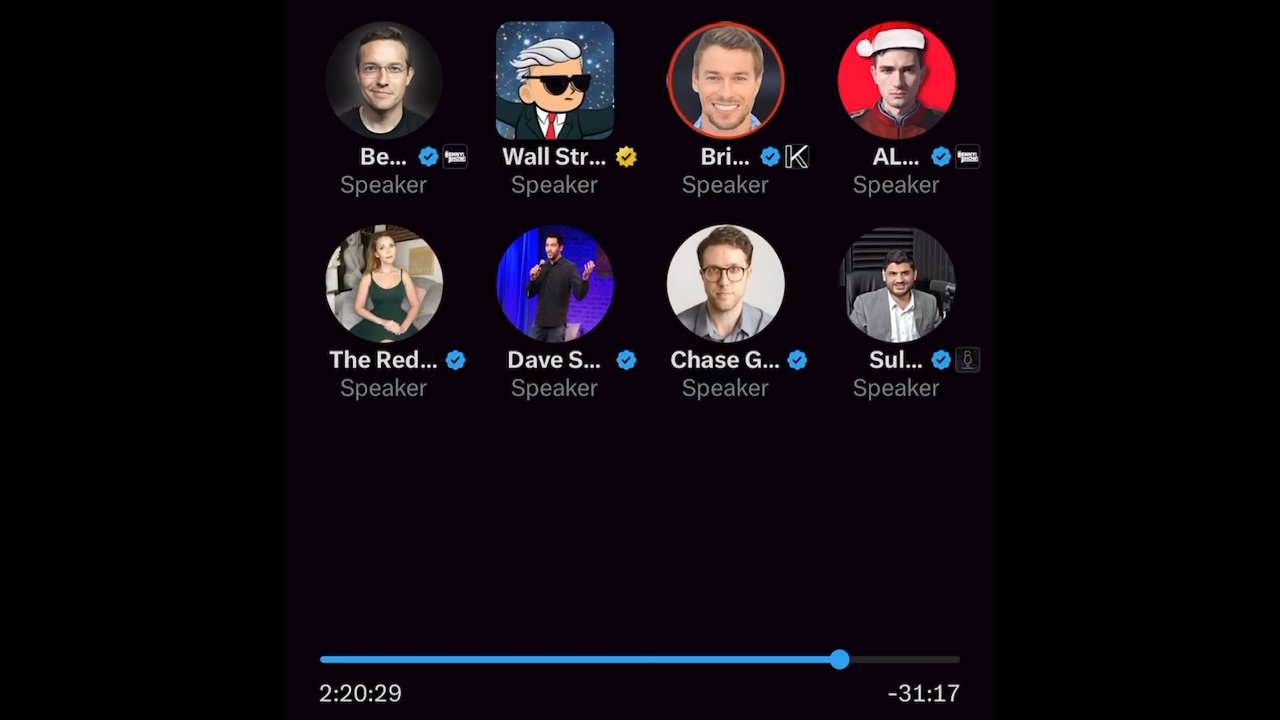 Be... Wall Str... Bri... AL...
Speaker Speaker Speaker Speaker
The Red... Dave S... Chase G... Sul...
Speaker Speaker Speaker Speaker
2:20:29 -31:17